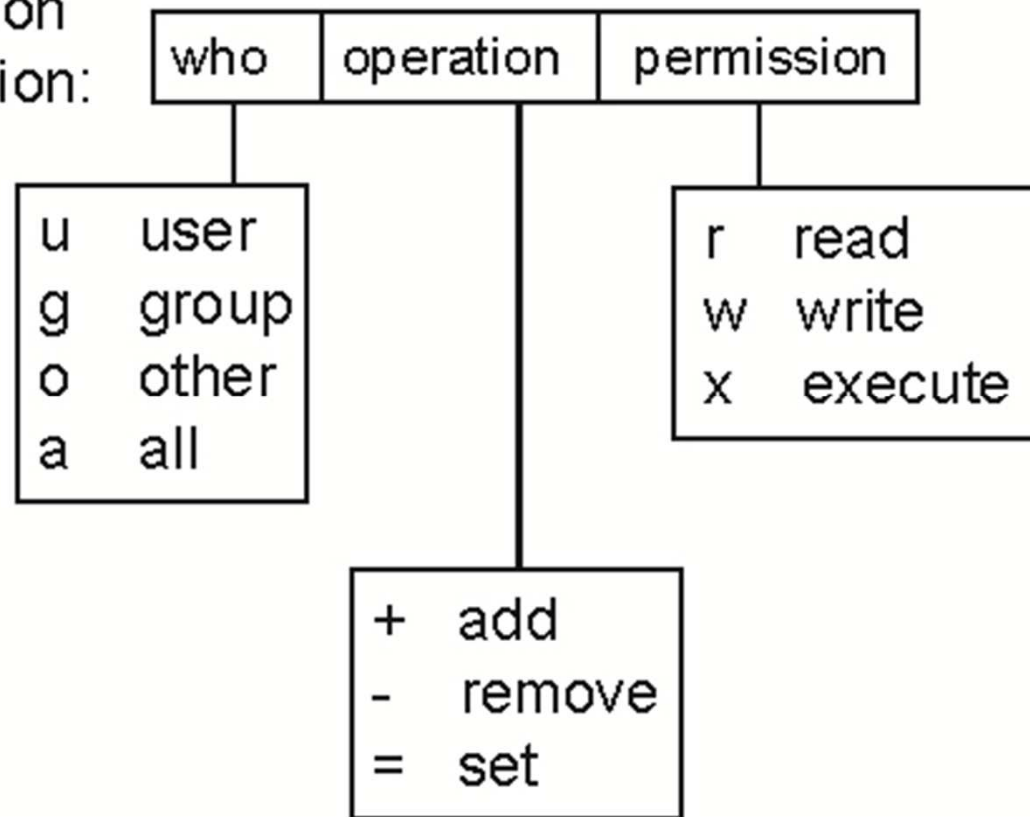 on
ion:
who operation permission
u user
g group
o other
a all
r read
w write
x execute
+ add
- remove
= set